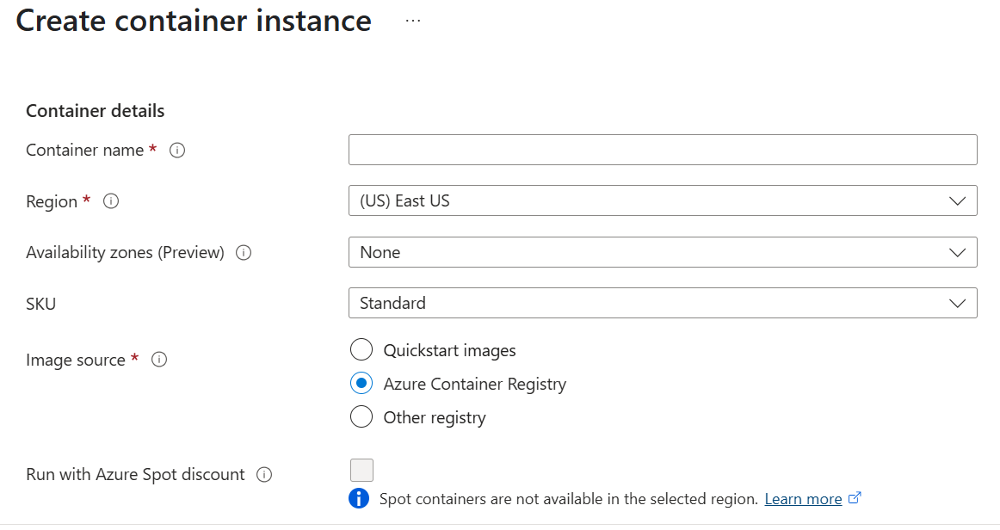 Create container instance ...
Container details
Container name *
Region * (US) East US
Availability zones (Preview) None
SKU Standard
Image source * Quickstart images
Azure Container Registry
Other registry
Run with Azure Spot discount
Spot containers are not available in the selected region. Learn more